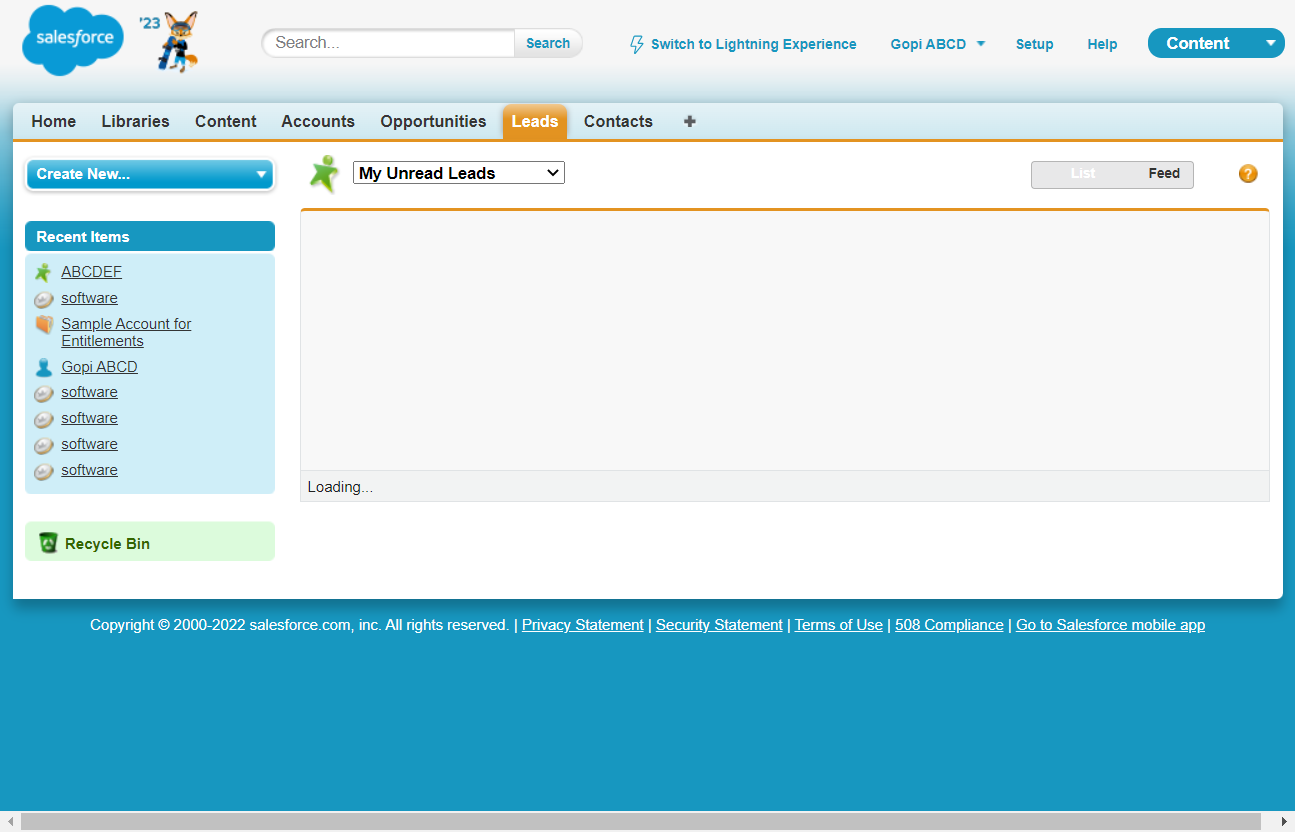 salesforce
'23
Search...
Search
Switch to Lightning Experience
Gopi ABCD
Setup
Help
Content
Home
Libraries
Content
Accounts
Opportunities
Leads
Contacts
+
Create New...
My Unread Leads
List
Feed
?
Recent Items
ABCDEF
software
Sample Account for
Entitlements
Gopi ABCD
software
software
software
software
Loading...
Recycle Bin
Copyright © 2000-2022 salesforce.com, inc. All rights reserved. | Privacy Statement | Security Statement | Terms of Use | 508 Compliance | Go to Salesforce mobile app